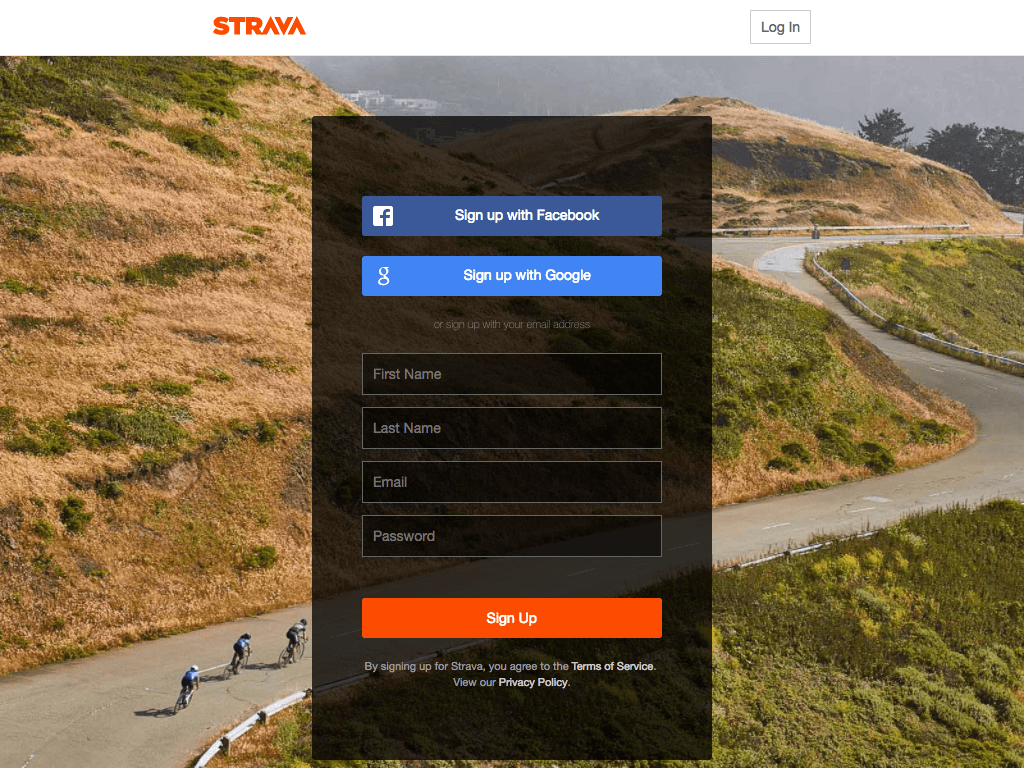 STRAVA
Log In
Sign up with Facebook
Sign up with Google
or sign up with your email address
First Name
Last Name
Email
Password
Sign Up
By signing up for Strava, you agree to the Terms of Service.
View our Privacy Policy.